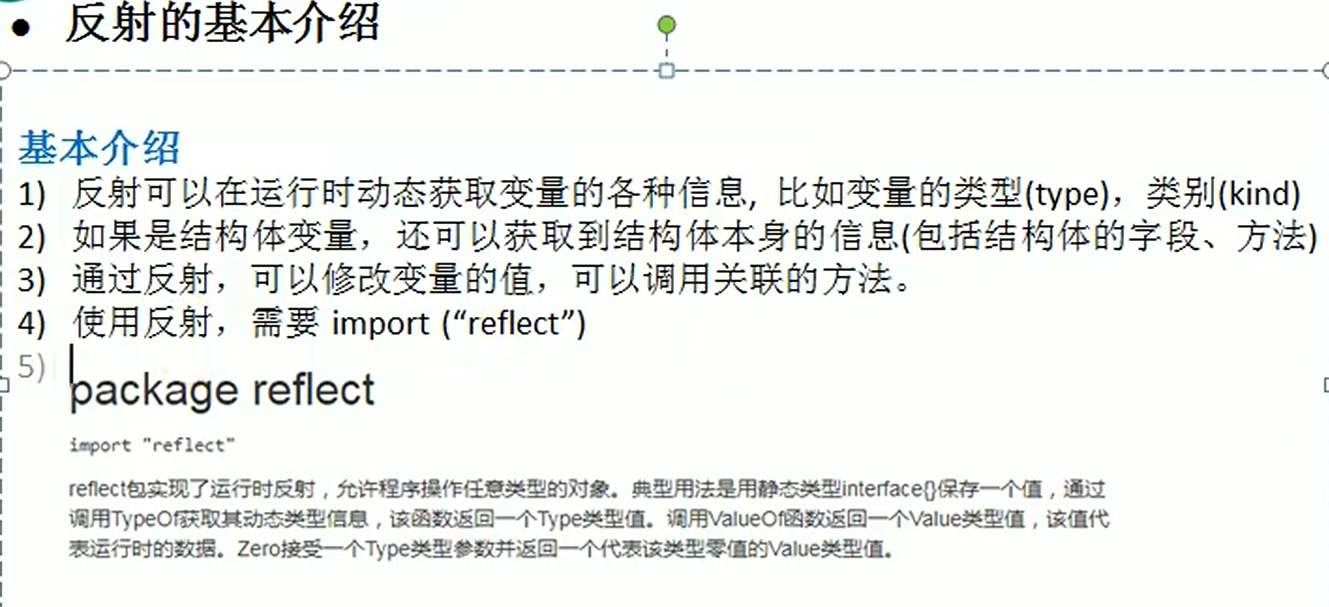 • 反射的基本介绍
基本介绍
1) 反射可以在运行时动态获取变量的各种信息, 比如变量的类型(type)，类别(kind)
2) 如果是结构体变量，还可以获取到结构体本身的信息(包括结构体的字段、方法)
3) 通过反射，可以修改变量的值，可以调用关联的方法。
4) 使用反射，需要 import (“reflect”)
5)
package reflect
import "reflect"
reflect包实现了运行时反射，允许程序操作任意类型的对象。典型用法是用静态类型interface{}保存一个值，通过
调用TypeOf获取其动态类型信息，该函数返回一个Type类型值。调用ValueOf函数返回一个Value类型值，该值代
表运行时的数据。Zero接受一个Type类型参数并返回一个代表该类型零值的Value类型值。